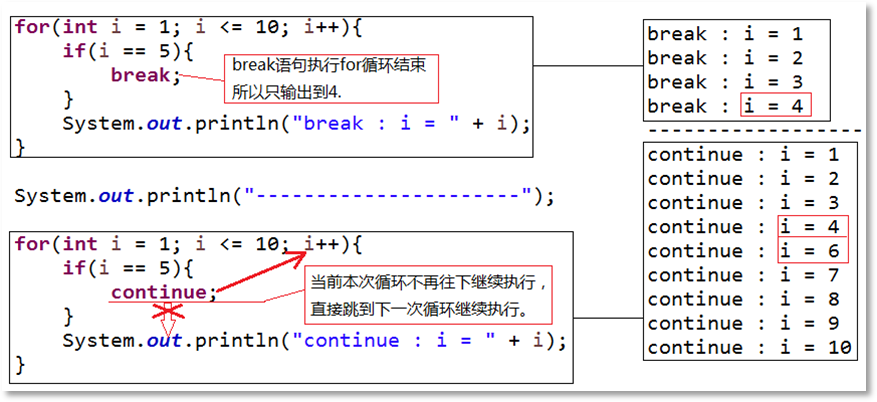 for(int i = 1; i <= 10; i++){
if(i == 5){
break;
break语句执行for循环结束
所以只输出到4.
}
System.out.println("break : i = " + i);
}
System.out.println("----------------------");
for(int i = 1; i <= 10; i++){
if(i == 5){
continue;
当前本次循环不再往下继续执行，
直接跳到下一次循环继续执行。
}
System.out.println("continue : i = " + i);
}
break : i = 1
break : i = 2
break : i = 3
break : i = 4
------------------
continue : i = 1
continue : i = 2
continue : i = 3
continue : i = 4
continue : i = 6
continue : i = 7
continue : i = 8
continue : i = 9
continue : i = 10